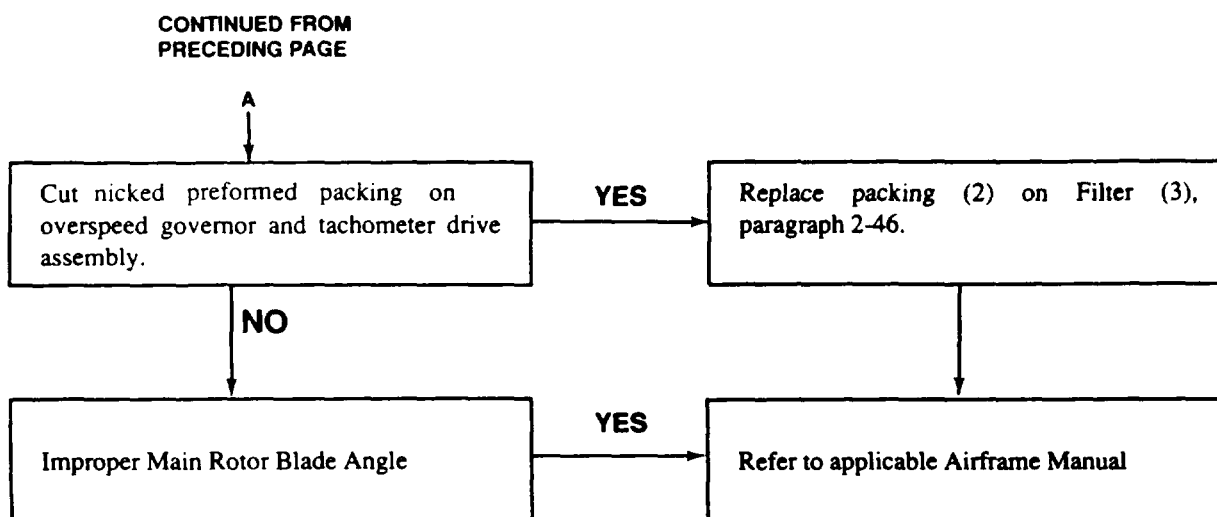 CONTINUED FROM
PRECEDING PAGE
A
Cut nicked preformed packing on
overspeed governor and tachometer drive
assembly.
YES
Replace packing (2) on Filter (3),
paragraph 2-46.
NO
Improper Main Rotor Blade Angle
YES
Refer to applicable Airframe Manual